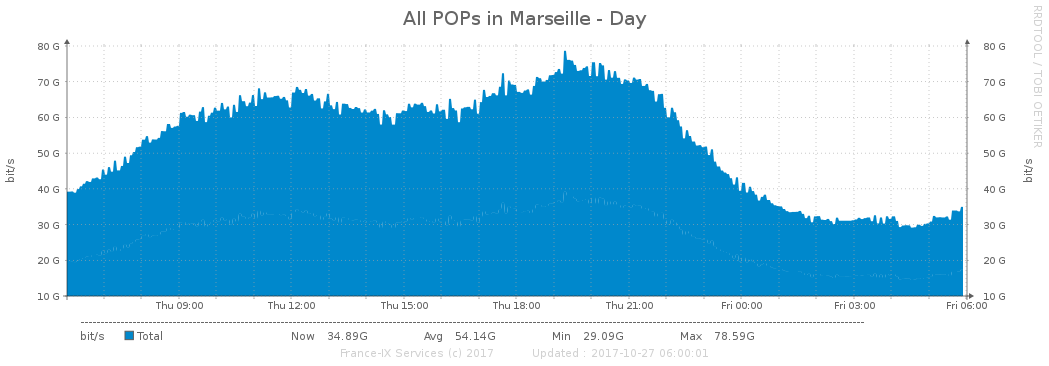 All POPs in Marseille - Day
RRDTOOL / TOBI OETIKER
bit/s
80 G
70 G
60 G
50 G
40 G
30 G
20 G
10 G
80 G
70 G
60 G
50 G
40 G
30 G
20 G
10 G
bit/s
Thu 09:00 Thu 12:00 Thu 15:00 Thu 18:00 Thu 21:00 Fri 00:00 Fri 03:00 Fri 06:00
bit/s Total Now 34.89G Avg 54.14G Min 29.09G Max 78.59G
France-IX Services (c) 2017 Updated : 2017-10-27 06:00:01